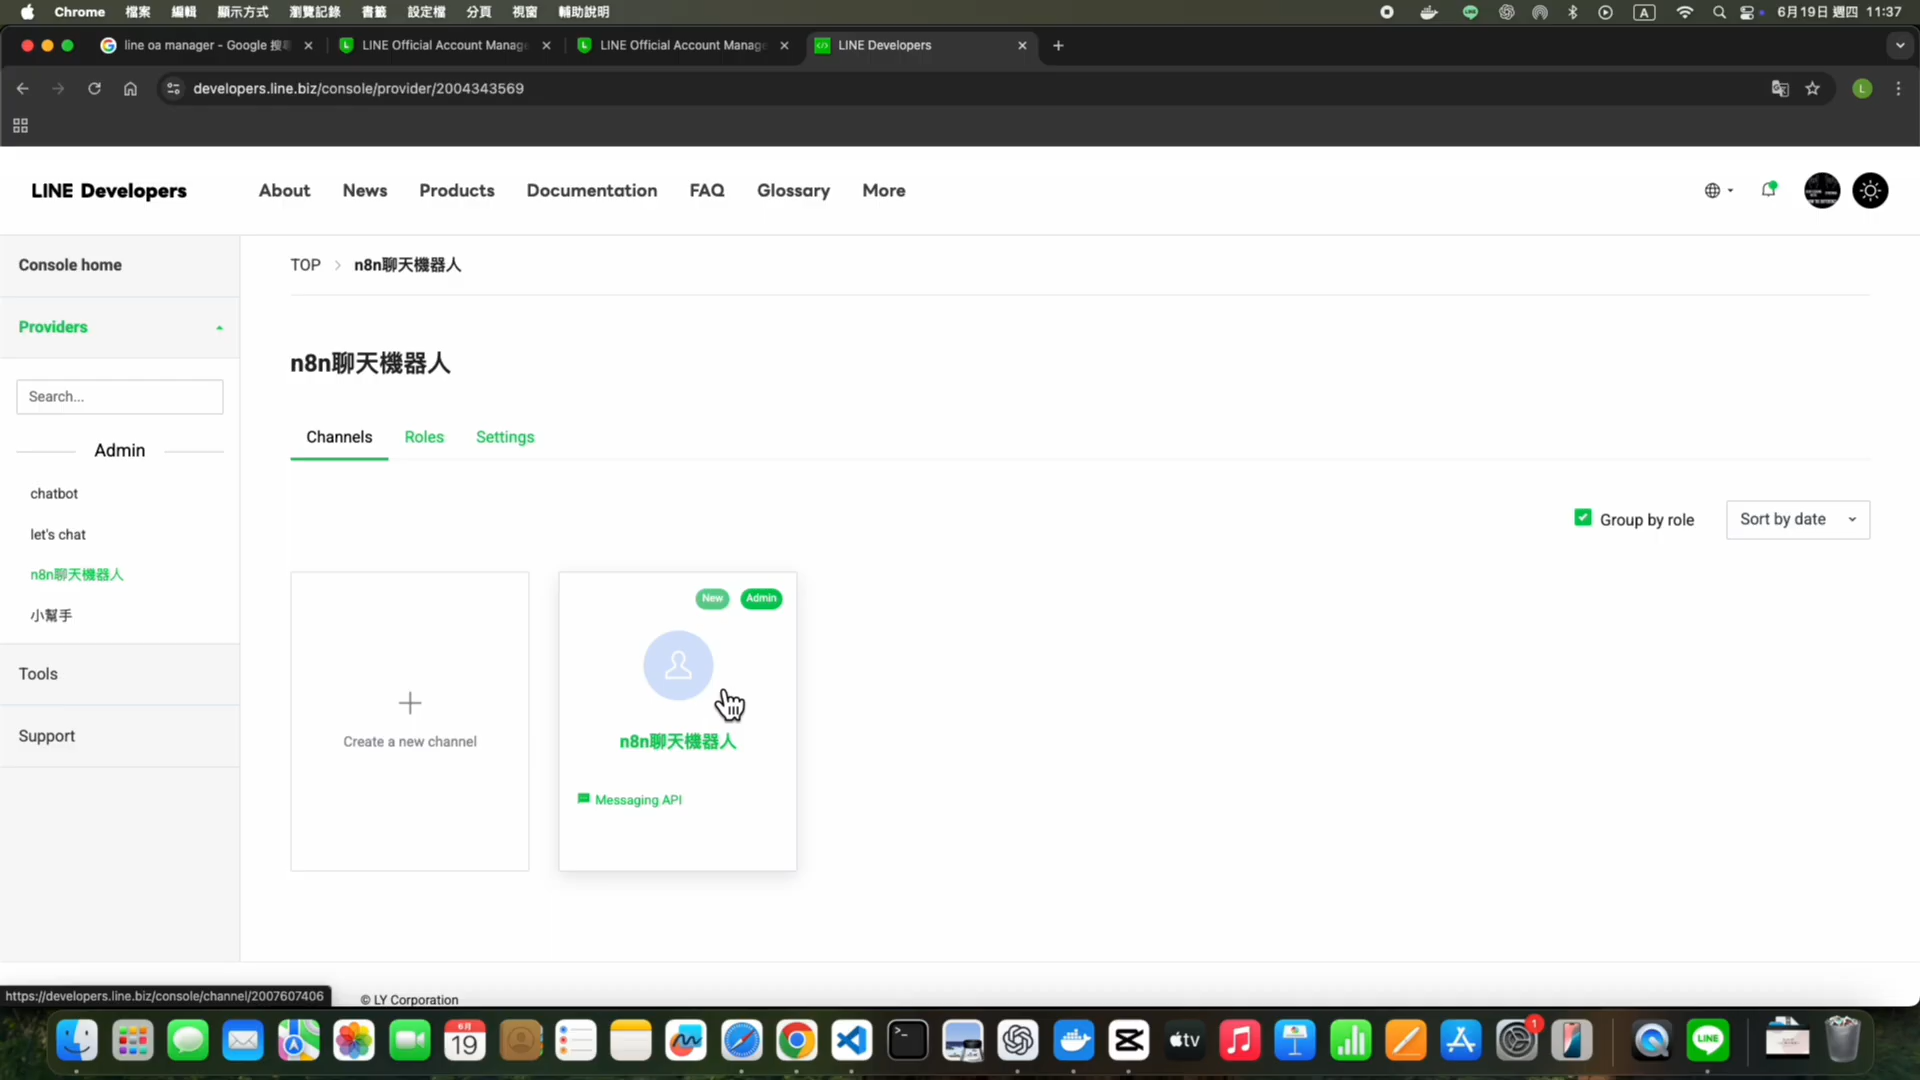 Chrome 檔案 編輯 顯示方式 瀏覽記錄 書籤 設定檔 分頁 視窗 輔助說明 A 6月19日 週四 11:37
line oa manager - Google 搜 LINE Official Account Manage LINE Official Account Manage LINE Developers
developers.line.biz/console/provider/2004343569 L
LINE Developers About News Products Documentation FAQ Glossary More
Console home
TOP > n8n聊天機器人
Providers
n8n聊天機器人
Search...
Channels Roles Settings
Admin
chatbot
let's chat
n8n聊天機器人
小幫手
Group by role Sort by date
Tools
Support
Create a new channel
New Admin
n8n聊天機器人
Messaging API
https://developers.line.biz/console/channel/2007607406
© LY Corporation
6月
19
tv
1
LINE